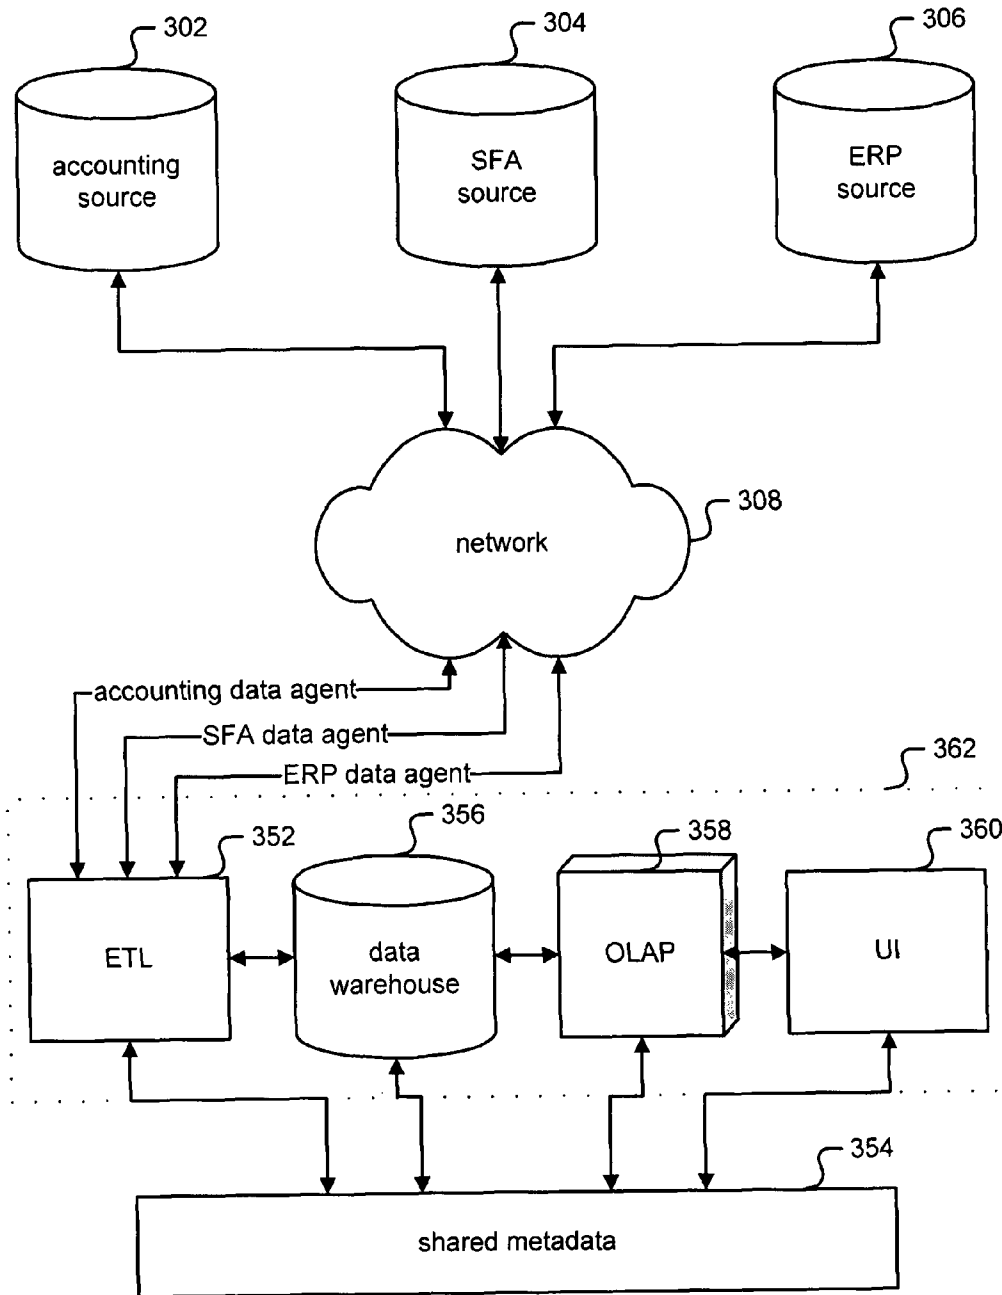 302
304
306
accounting
source
SFA
source
ERP
source
308
network
accounting data agent
SFA data agent
ERP data agent
362
352
356
358
360
ETL
data
warehouse
OLAP
UI
354
shared metadata